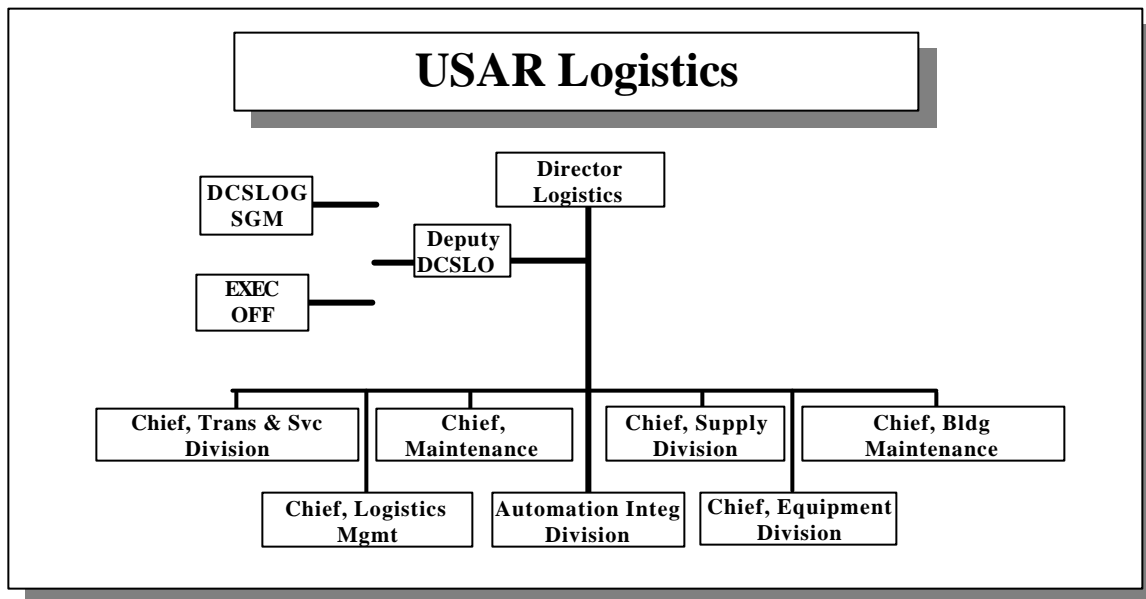 USAR Logistics
Director
Logistics
DCSLOG
SGM
Deputy
DCSLO
EXEC
OFF
Chief, Trans & Svc
Division
Chief,
Maintenance
Chief, Supply
Division
Chief, Bldg
Maintenance
Chief, Logistics
Mgmt
Automation Integ
Division
Chief, Equipment
Division